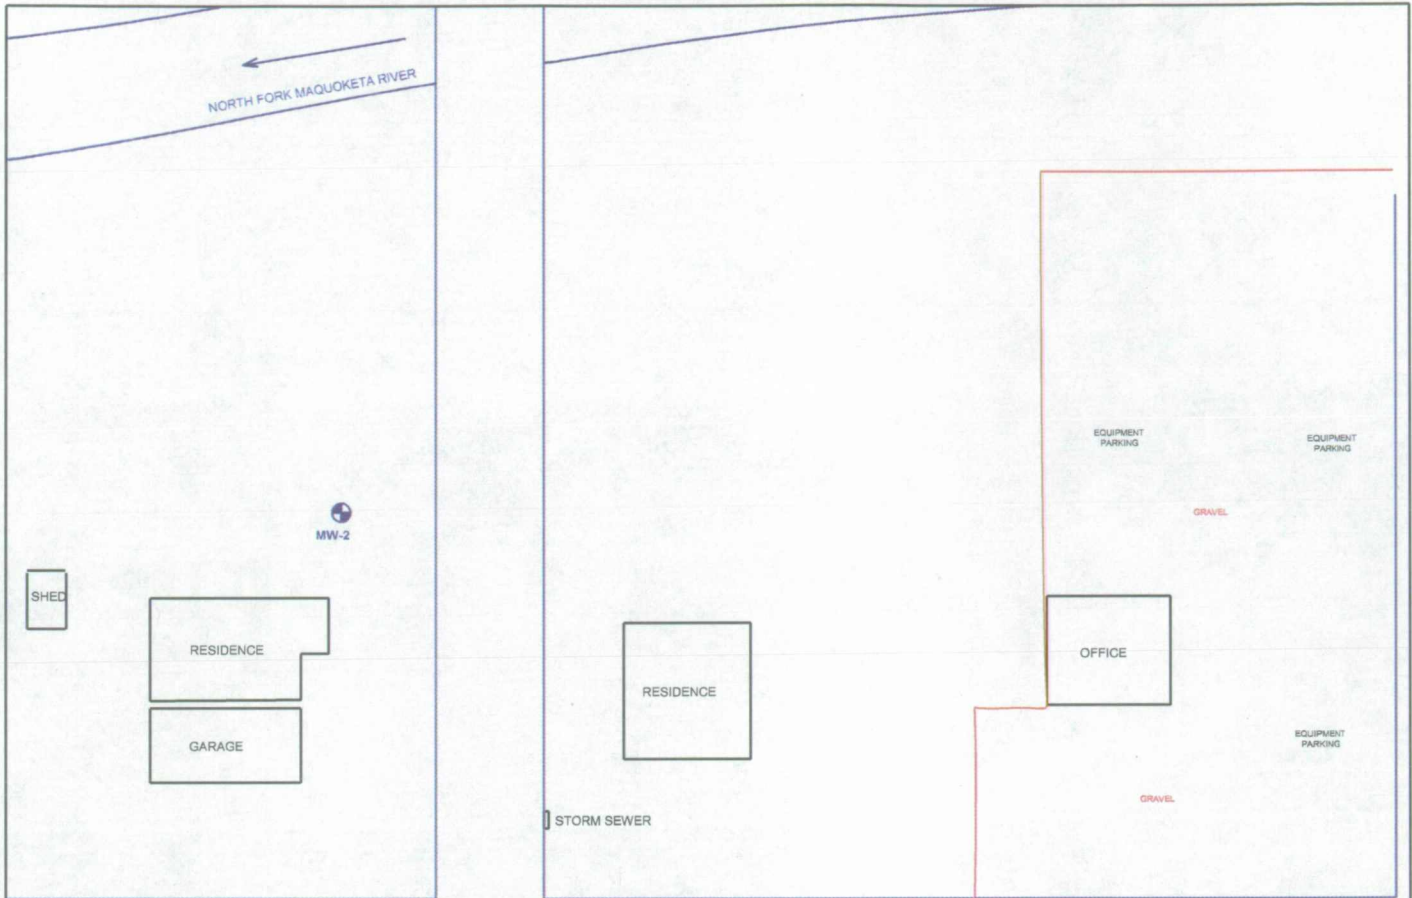 NORTH FORK MAQUOKETA RIVER
EQUIPMENT
PARKING
EQUIPMENT
PARKING
GRAVEL
MW-2
SHED
RESIDENCE
OFFICE
RESIDENCE
GARAGE
EQUIPMENT
PARKING
GRAVEL
STORM SEWER